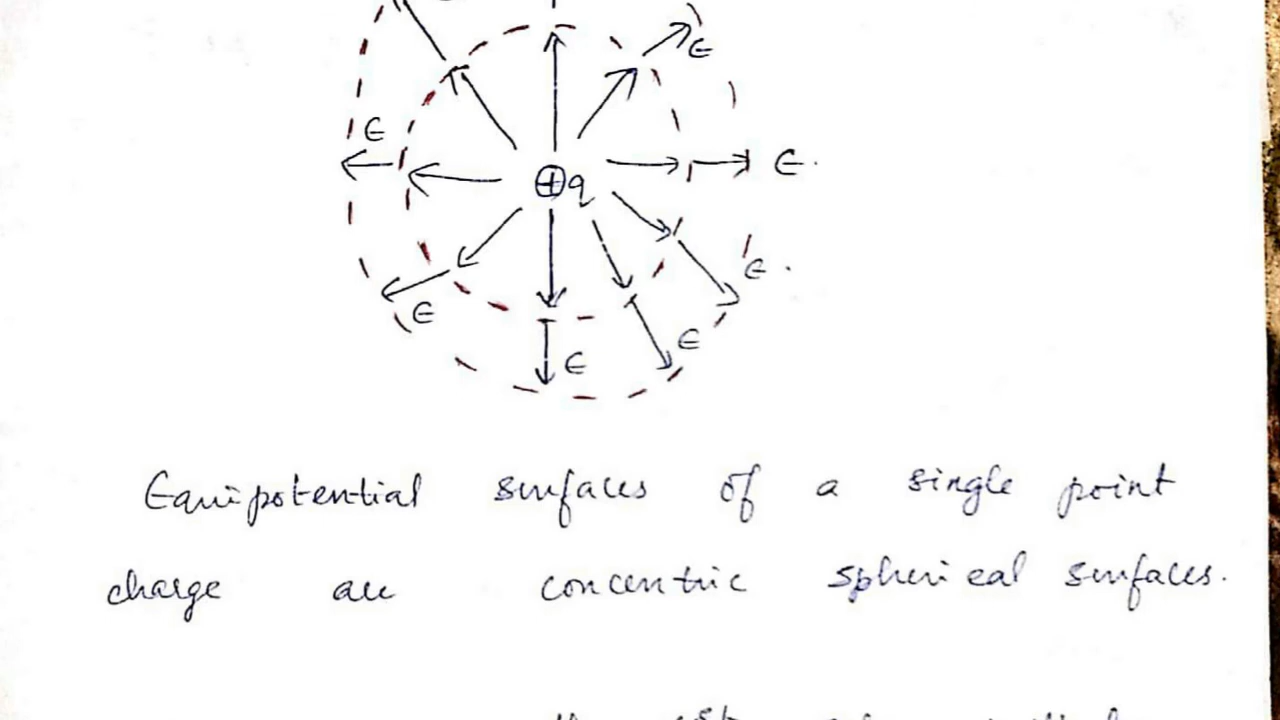 E
E
E.
⊕q
E.
E
E
E
Equipotential surfaces of a single point
charge are concentric spherical surfaces.